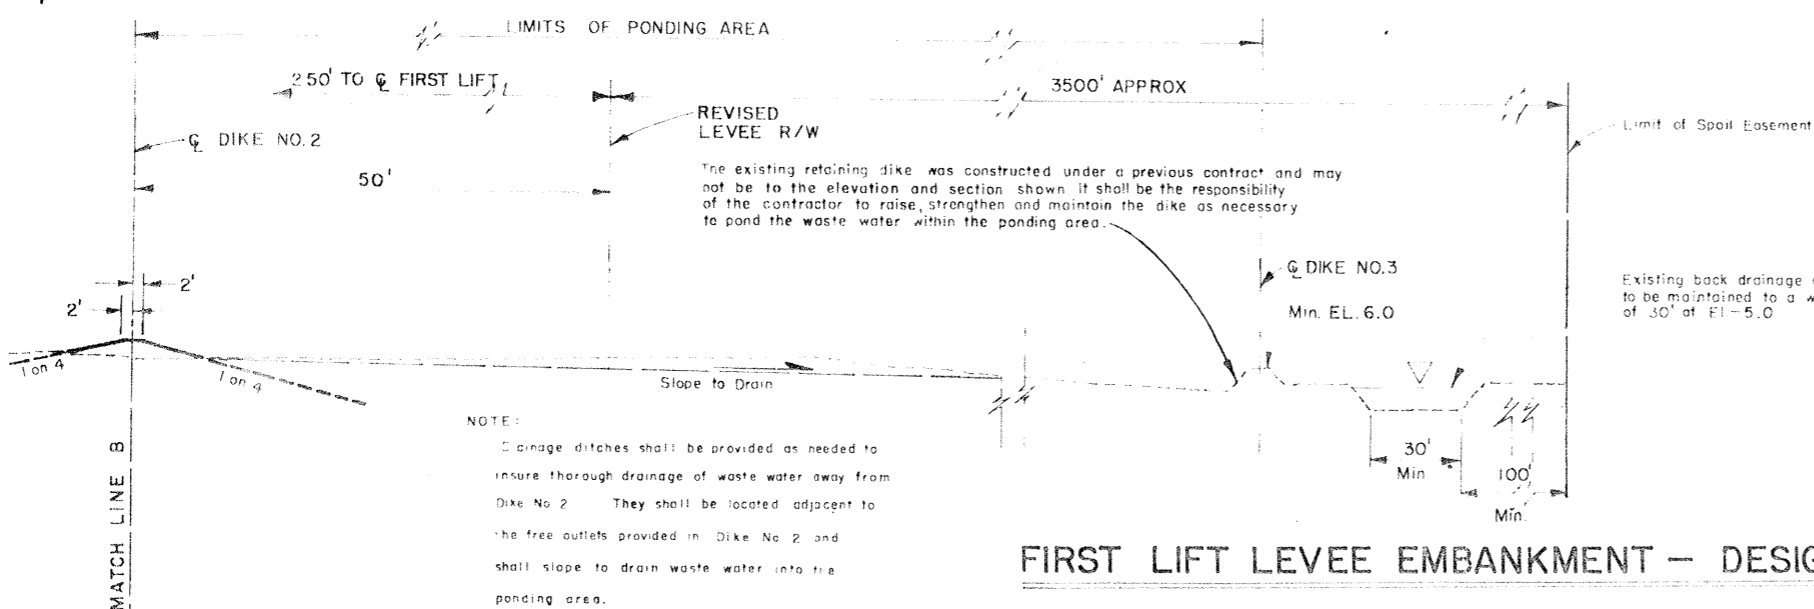 LIMITS OF PONDING AREA
250' TO ℄ FIRST LIFT
3500' APPROX
REVISED
LEVEE R/W
℄ DIKE NO. 2
Limit of Spoil Easement
50'
The existing retaining dike was constructed under a previous contract and may
not be to the elevation and section shown. It shall be the responsibility
of the contractor to raise, strengthen and maintain the dike as necessary
to pond the waste water within the ponding area.
℄ DIKE NO. 3
Min. EL. 6.0
Existing back drainage
to be maintained to a
of 30' at El -5.0
2'
2'
1 on 4
1 on 4
Slope to Drain
NOTE:
ditches shall be provided as needed to
insure thorough drainage of waste water away from
Dike No 2 They shall be located adjacent to
the free outlets provided in Dike No 2 and
shall slope to drain waste water into the
ponding area.
30'
Min
100'
Min.
MATCH LINE B
FIRST LIFT LEVEE EMBANKMENT – DESIG